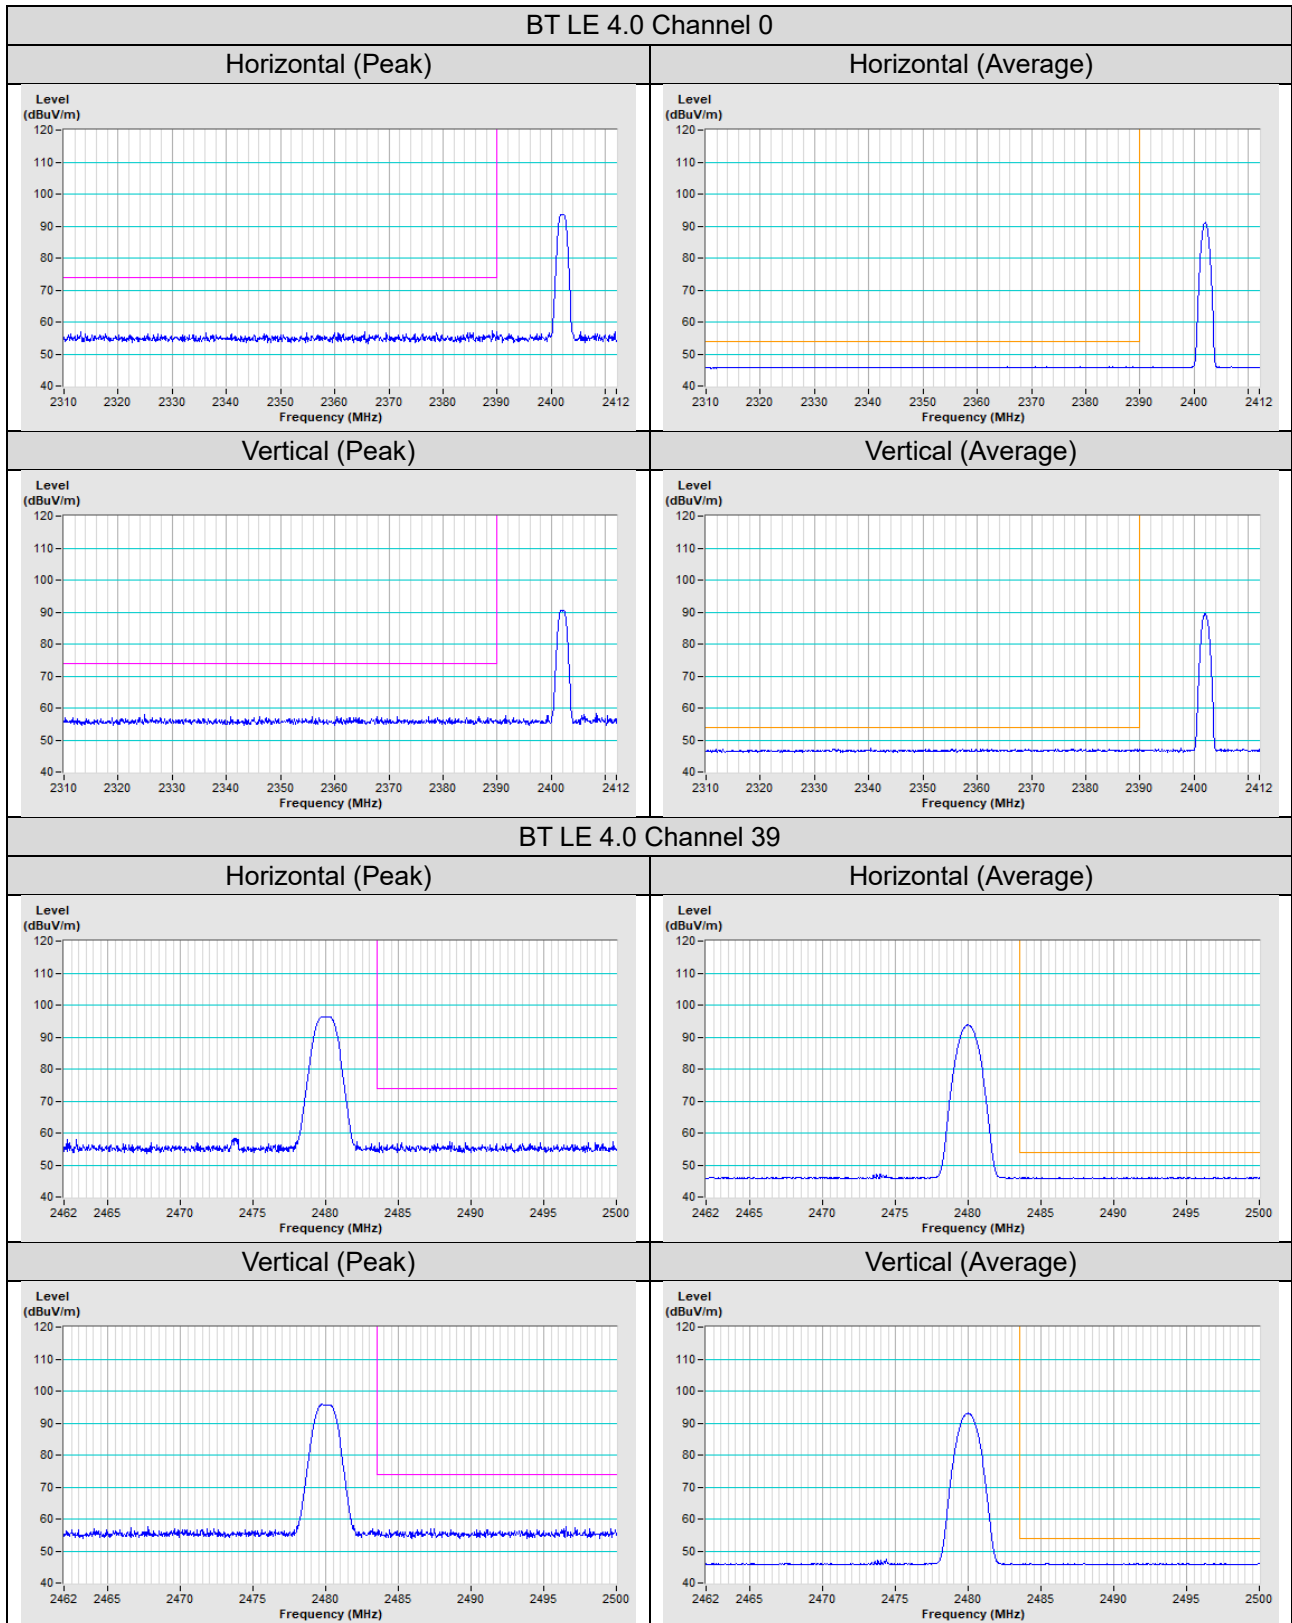 BT LE 4.0 Channel 0
Horizontal (Peak)
Horizontal (Average)
Level
(dBuV/m)
120
110
100
90
80
70
60
50
40
2310 2320 2330 2340 2350 2360 2370 2380 2390 2400 2412
Frequency (MHz)
Level
(dBuV/m)
120
110
100
90
80
70
60
50
40
2310 2320 2330 2340 2350 2360 2370 2380 2390 2400 2412
Frequency (MHz)
Vertical (Peak)
Vertical (Average)
Level
(dBuV/m)
120
110
100
90
80
70
60
50
40
2310 2320 2330 2340 2350 2360 2370 2380 2390 2400 2412
Frequency (MHz)
Level
(dBuV/m)
120
110
100
90
80
70
60
50
40
2310 2320 2330 2340 2350 2360 2370 2380 2390 2400 2412
Frequency (MHz)
BT LE 4.0 Channel 39
Horizontal (Peak)
Horizontal (Average)
Level
(dBuV/m)
120
110
100
90
80
70
60
50
40
2462 2465 2470 2475 2480 2485 2490 2495 2500
Frequency (MHz)
Level
(dBuV/m)
120
110
100
90
80
70
60
50
40
2462 2465 2470 2475 2480 2485 2490 2495 2500
Frequency (MHz)
Vertical (Peak)
Vertical (Average)
Level
(dBuV/m)
120
110
100
90
80
70
60
50
40
2462 2465 2470 2475 2480 2485 2490 2495 2500
Frequency (MHz)
Level
(dBuV/m)
120
110
100
90
80
70
60
50
40
2462 2465 2470 2475 2480 2485 2490 2495 2500
Frequency (MHz)